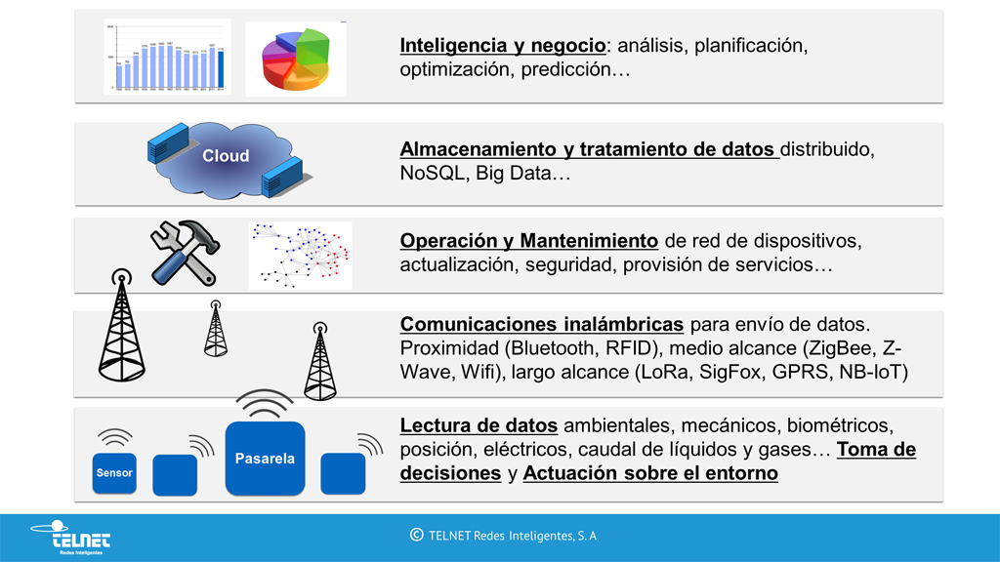 Inteligencia y negocio: análisis, planificación,
optimización, predicción…
Cloud
Almacenamiento y tratamiento de datos distribuido,
NoSQL, Big Data…
Operación y Mantenimiento de red de dispositivos,
actualización, seguridad, provisión de servicios…
Comunicaciones inalámbricas para envío de datos.
Proximidad (Bluetooth, RFID), medio alcance (ZigBee, Z-
Wave, Wifi), largo alcance (LoRa, SigFox, GPRS, NB-IoT)
Sensor
Pasarela
Lectura de datos ambientales, mecánicos, biométricos,
posición, eléctricos, caudal de líquidos y gases… Toma de
decisiones y Actuación sobre el entorno
TELNET
Redes Inteligentes
© TELNET Redes Inteligentes, S. A